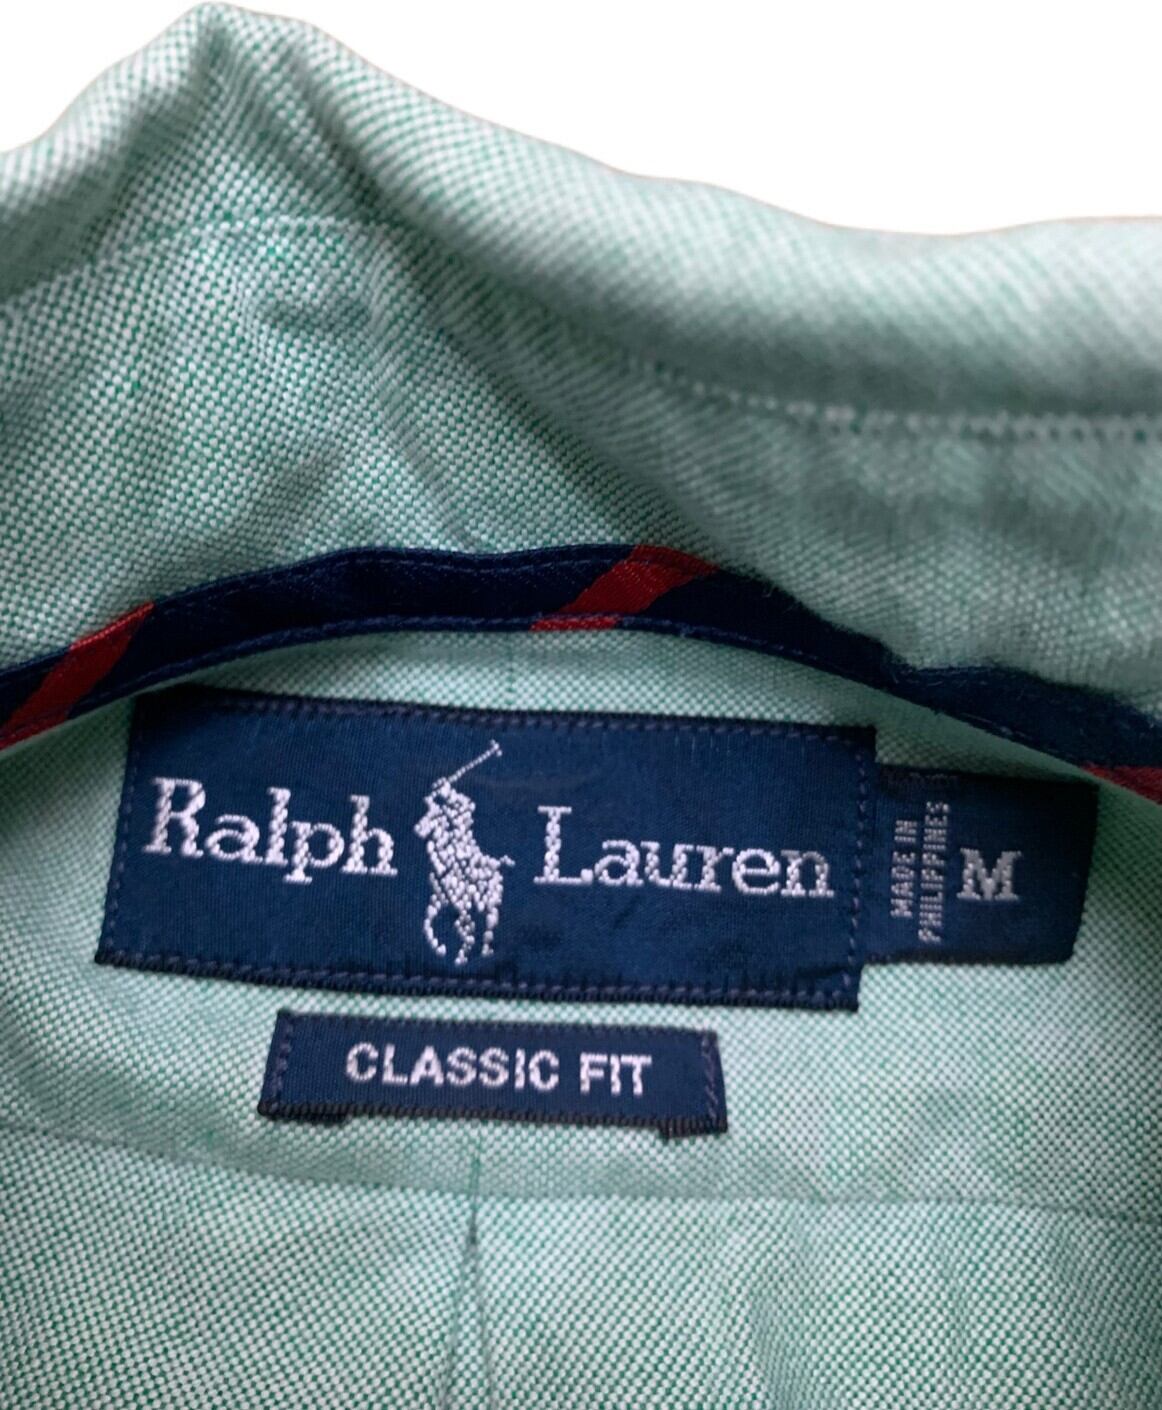 Ralph Lauren
MADE IN
PHILIPPINES
M
CLASSIC FIT